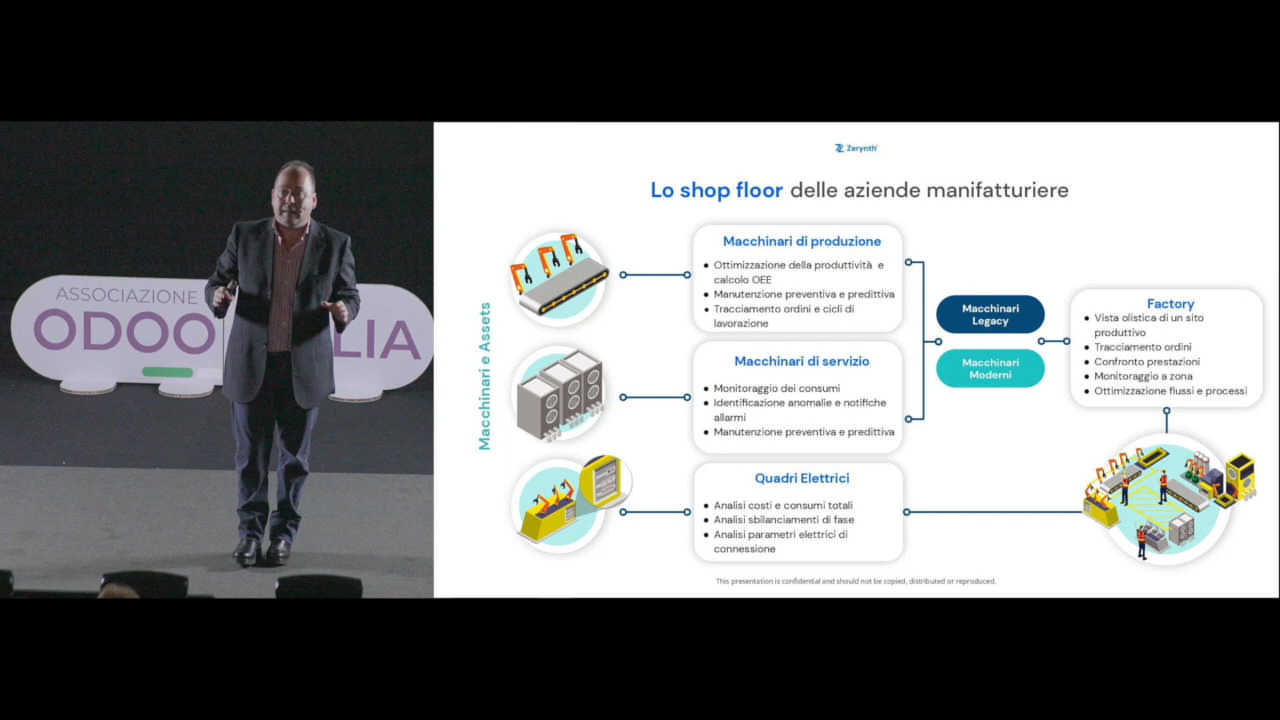 ASSOCIAZIONE
ODOO LIA
Zerynth
Lo shop floor delle aziende manifatturiere
Macchinari e Assets
Macchinari di produzione
● Ottimizzazione della produttività e
calcolo OEE
● Manutenzione preventiva e predittiva
● Tracciamento ordini e cicli di
lavorazione
Macchinari di servizio
● Monitoraggio dei consumi
● Identificazione anomalie e notifiche
allarmi
● Manutenzione preventiva e predittiva
Quadri Elettrici
● Analisi costi e consumi totali
● Analisi sbilanciamenti di fase
● Analisi parametri elettrici di
connessione
Macchinari
Legacy
Macchinari
Moderni
Factory
● Vista olistica di un sito
produttivo
● Tracciamento ordini
● Confronto prestazioni
● Monitoraggio a zona
● Ottimizzazione flussi e processi
This presentation is confidential and should not be copied, distributed or reproduced.